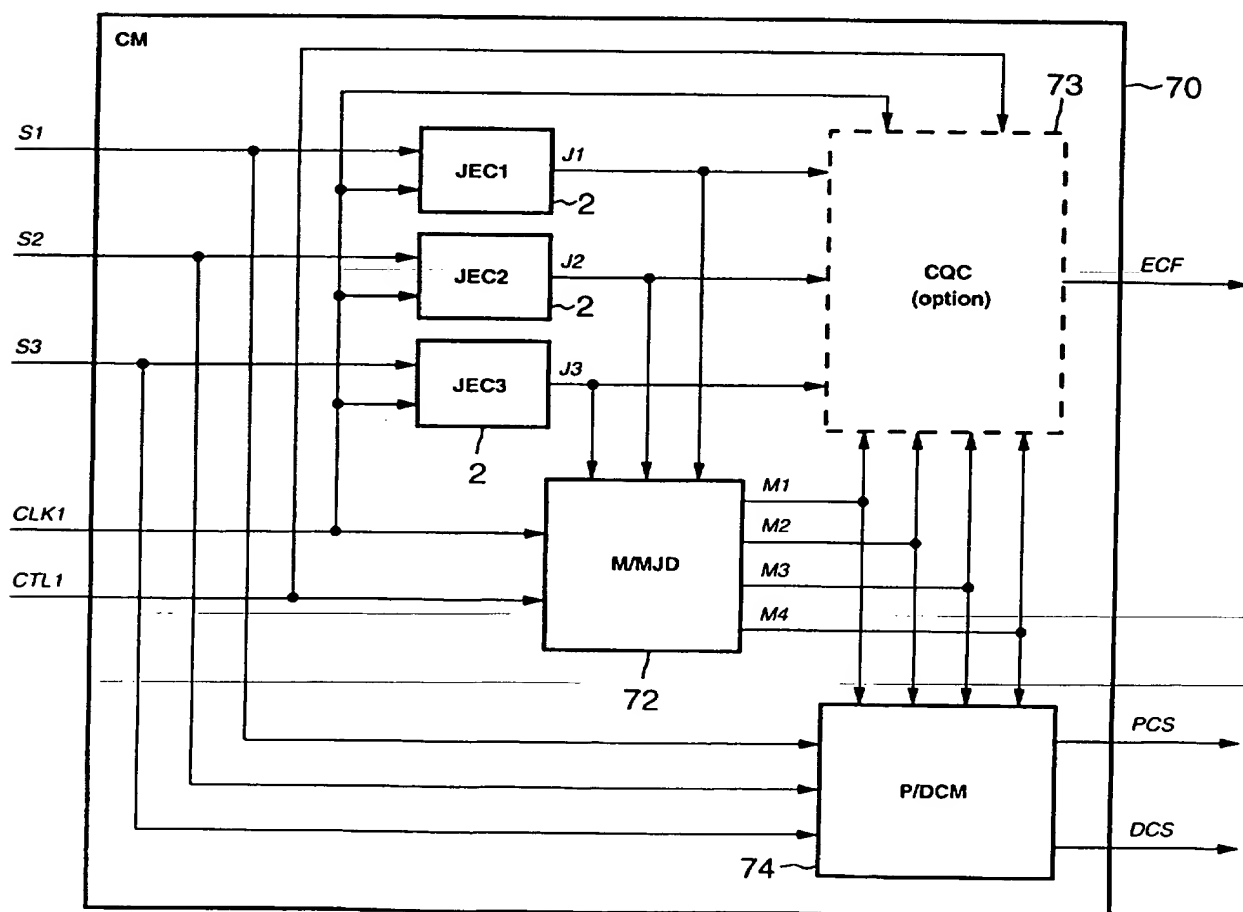 CM
70
73
S1
JEC1
J1
2
S2
JEC2
J2
2
CQC
(option)
ECF
S3
JEC3
J3
2
CLK1
M/MJD
M1
M2
M3
M4
CTL1
72
PCS
P/DCM
DCS
74